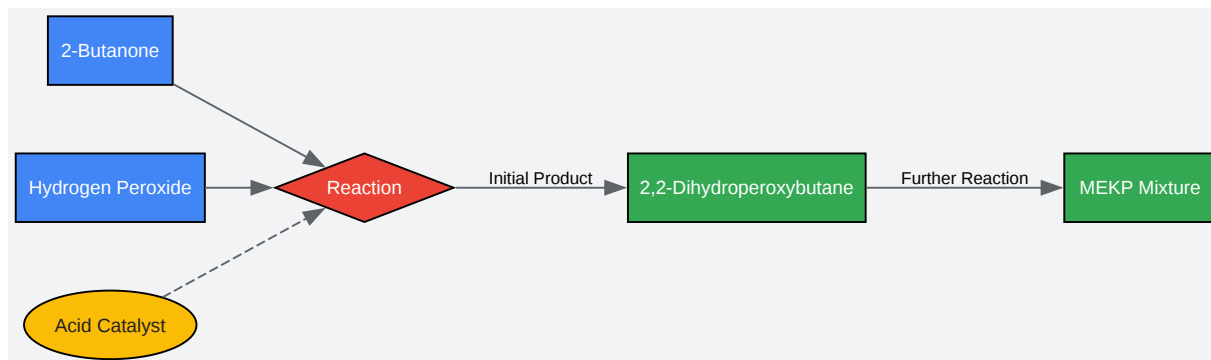 2-Butanone
Hydrogen Peroxide
Reaction
Initial Product
2,2-Dihydroperoxybutane
Further Reaction
MEKP Mixture
Acid Catalyst